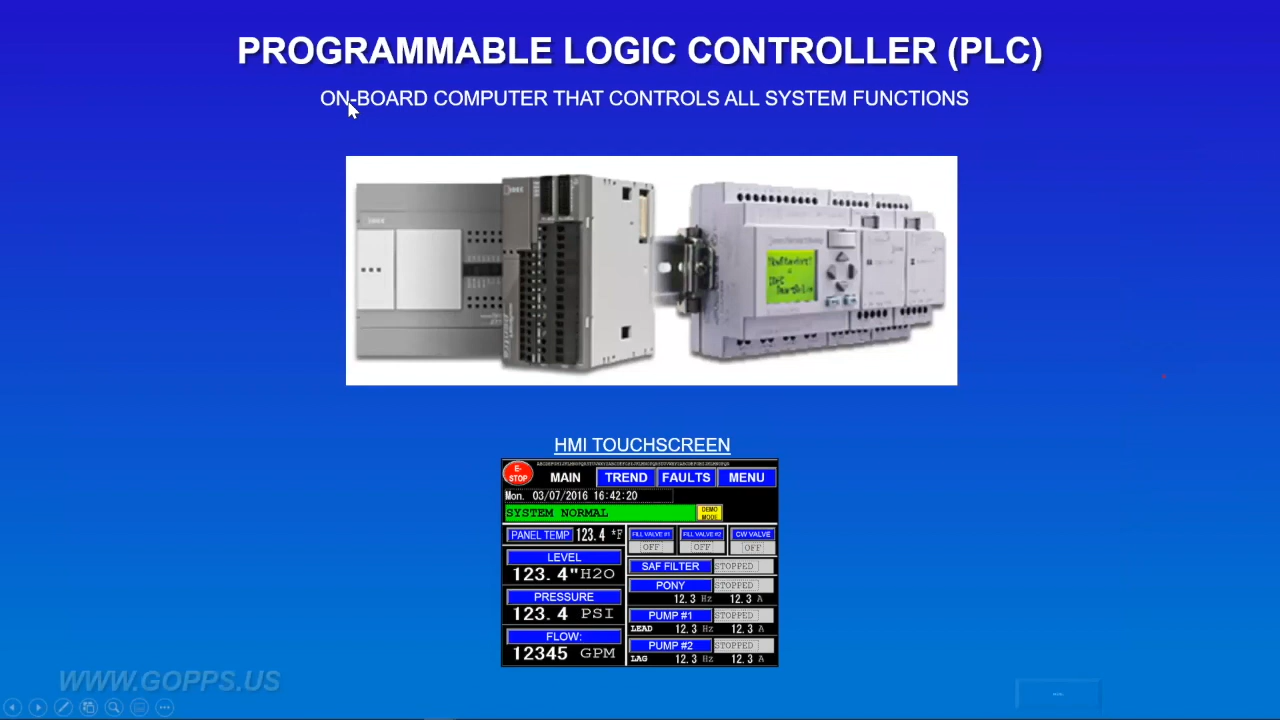 PROGRAMMABLE LOGIC CONTROLLER (PLC)
ON-BOARD COMPUTER THAT CONTROLS ALL SYSTEM FUNCTIONS
HMI TOUCHSCREEN
E-STOP MAIN TREND FAULTS MENU
Mon. 03/07/2016 16:42:20
SYSTEM NORMAL DEMO MODE
PANEL TEMP 123.4 °F FILL VALVE #1 FILL VALVE #2 CW VALVE
OFF OFF OFF
LEVEL
123.4"H2O
SAF FILTER STOPPED
PONY STOPPED
12.3 Hz 12.3 A
PRESSURE
123.4 PSI
PUMP #1 STOPPED
LEAD 12.3 Hz 12.3 A
FLOW:
12345 GPM
PUMP #2 STOPPED
LAG 12.3 Hz 12.3 A
WWW.GOPPS.US